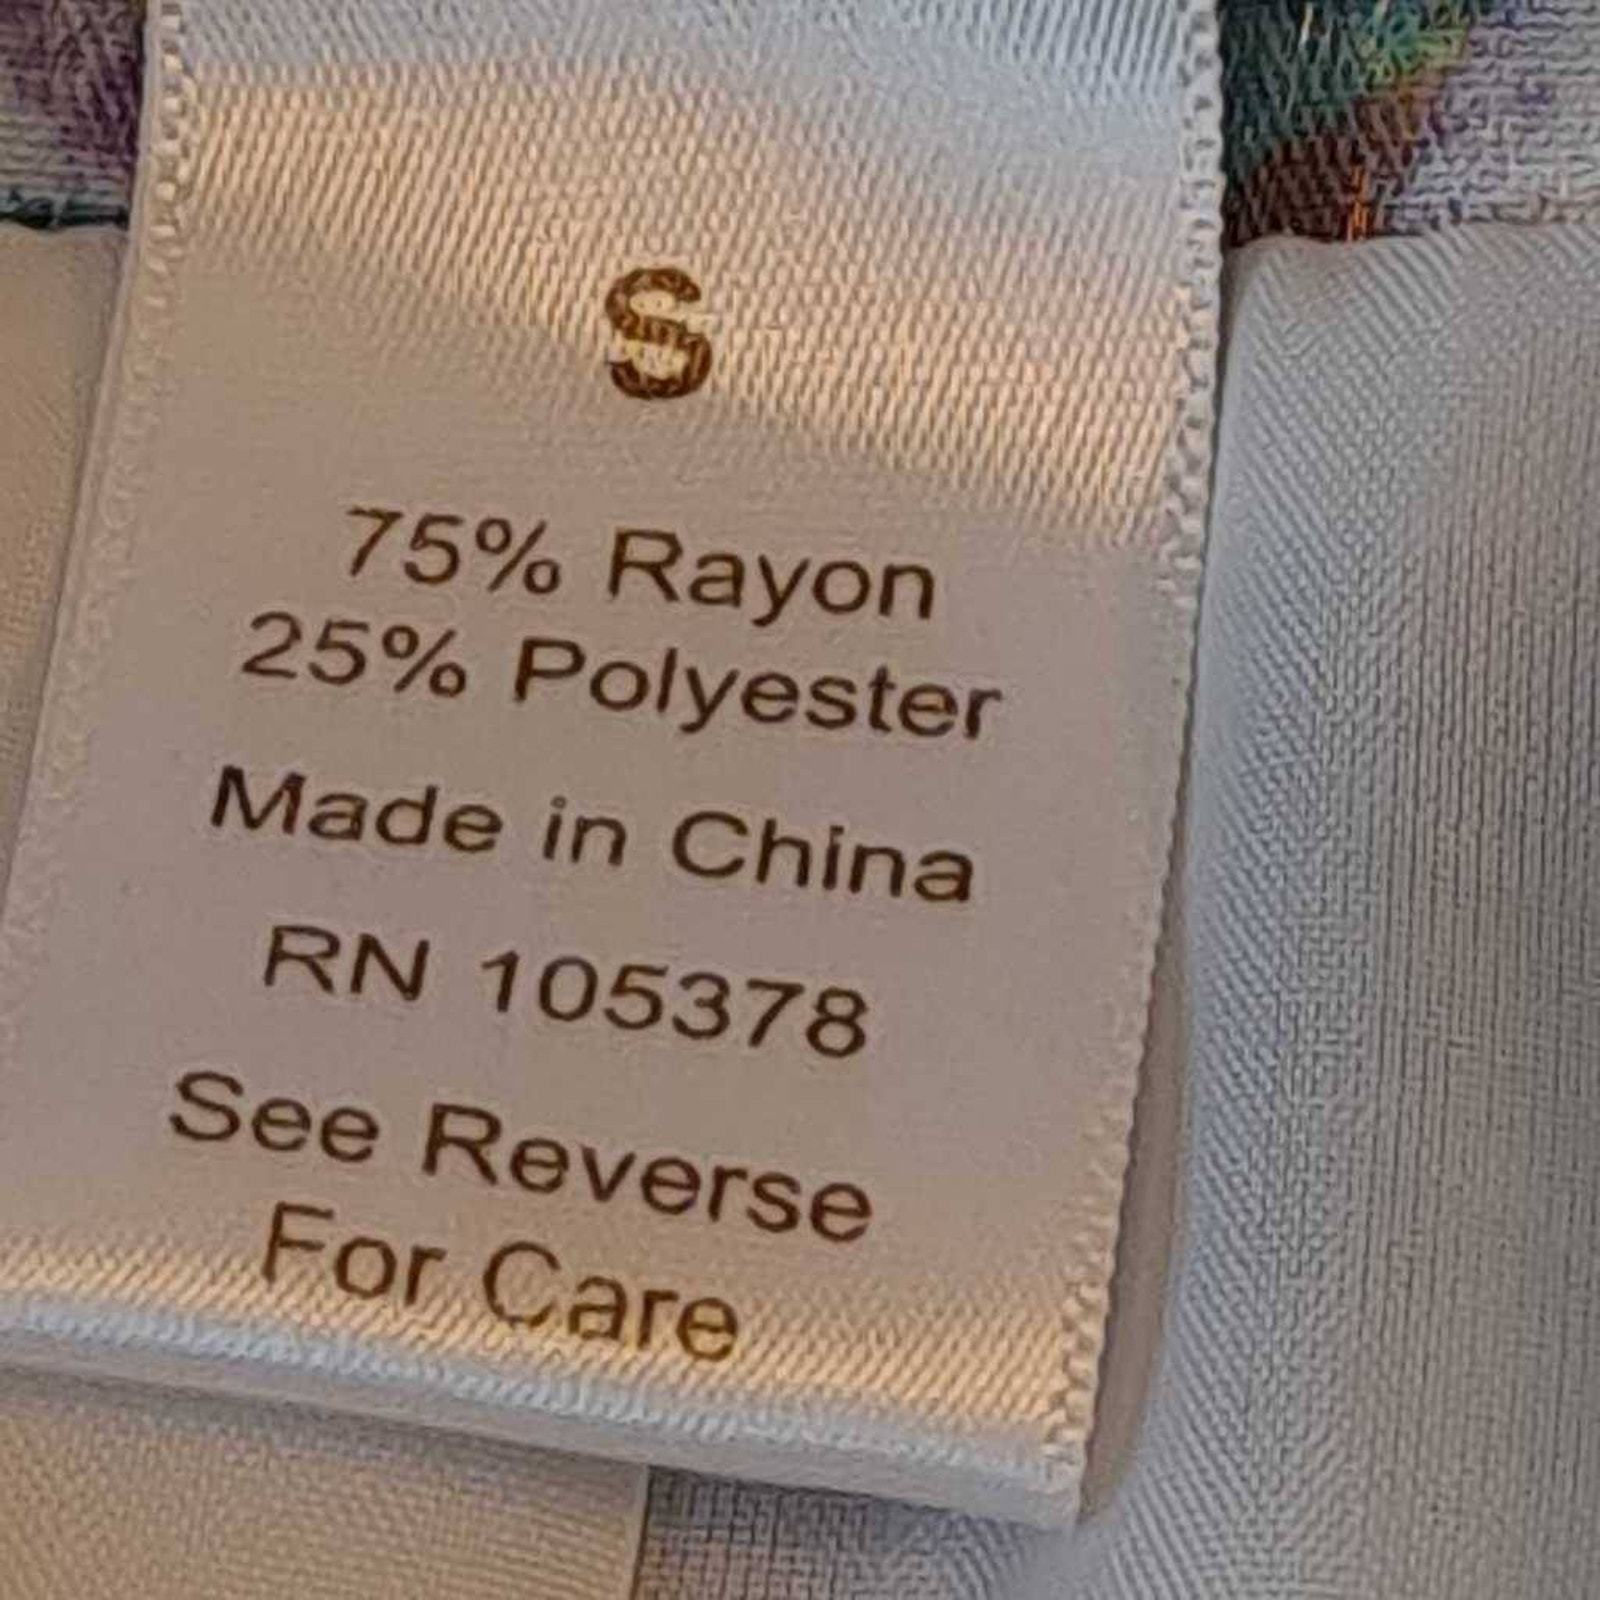 S
75% Rayon
25% Polyester
Made in China
RN 105378
See Reverse
For Care